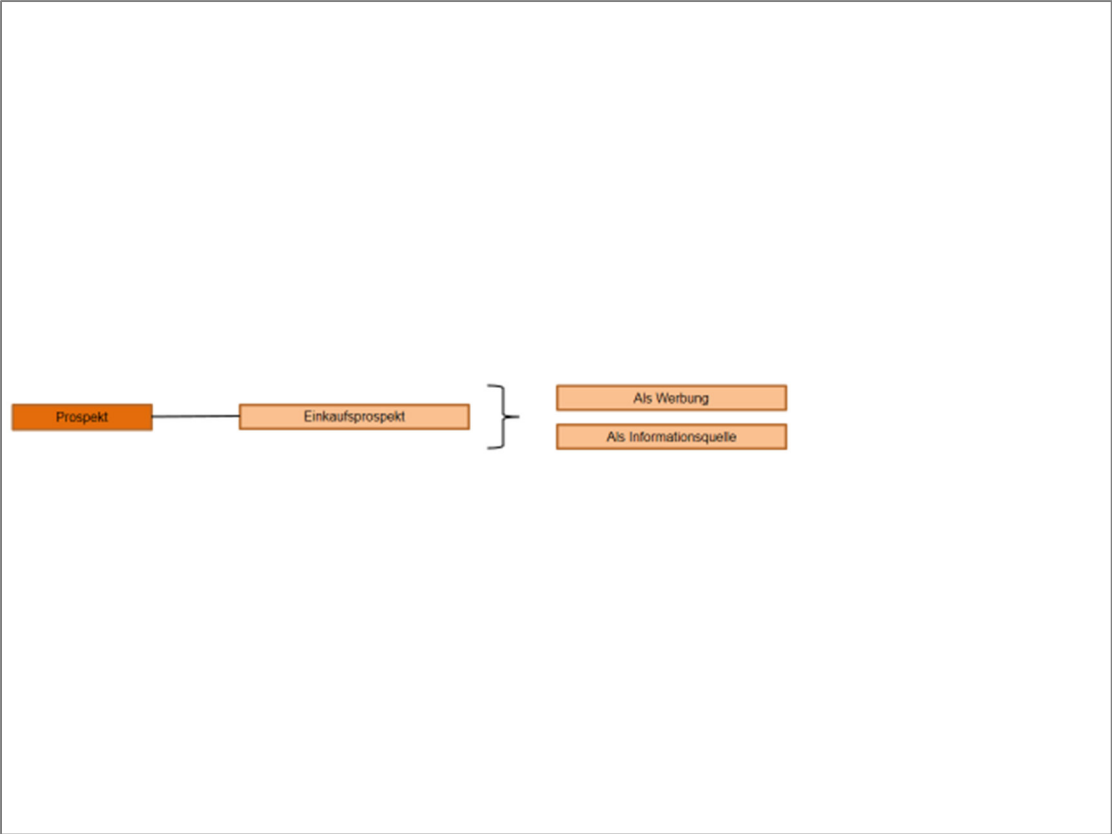 Prospekt
Einkaufsprospekt
Als Werbung
Als Informationsquelle